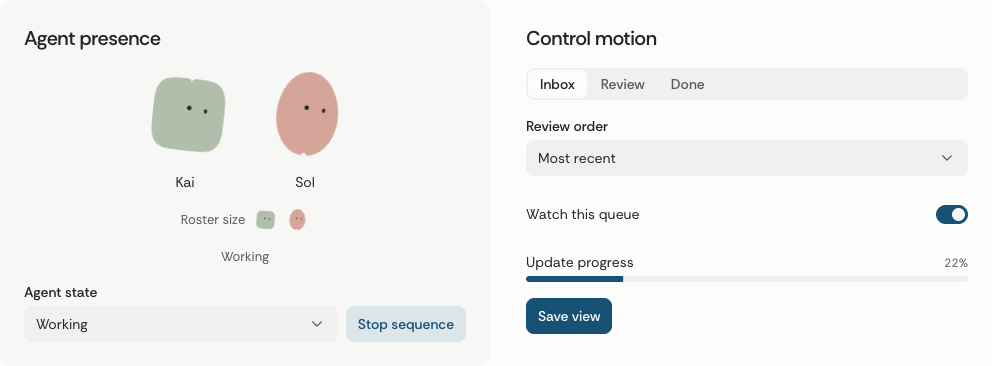 Agent presence
Kai
Sol
Roster size
Working
Agent state
Working
Stop sequence
Control motion
Inbox
Review
Done
Review order
Most recent
Watch this queue
Update progress
22%
Save view